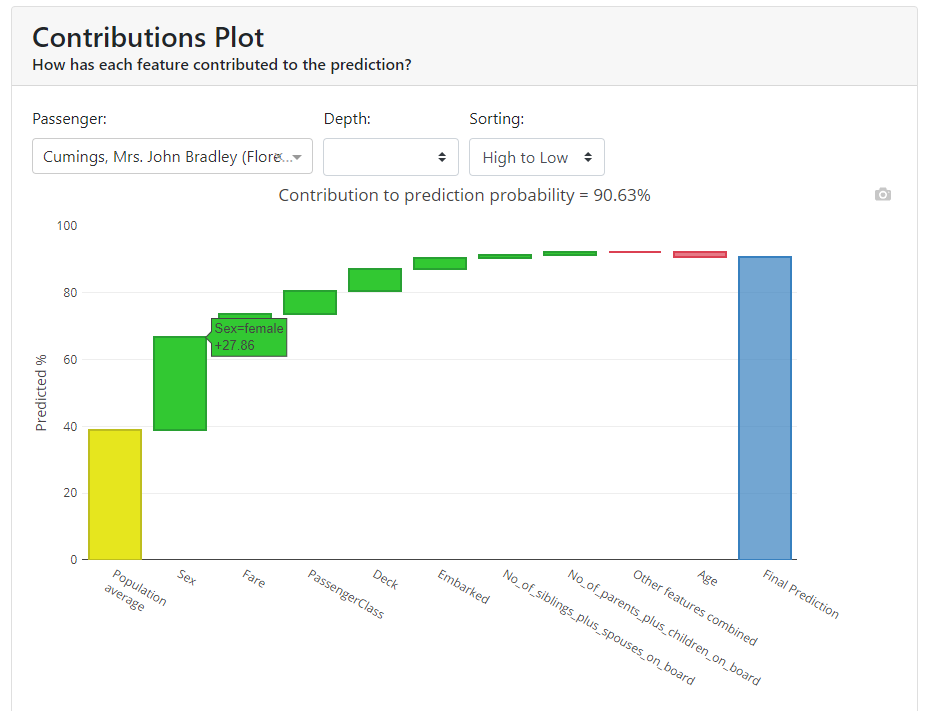 Contributions Plot
How has each feature contributed to the prediction?
Passenger:
Depth:
Sorting:
Cumings, Mrs. John Bradley (Flore...
High to Low
Contribution to prediction probability = 90.63%
100
80
60
40
20
0
Predicted %
Sex=female
+27.86
Population
average
Sex
Fare
PassengerClass
Deck
Embarked
No_of_siblings_plus_spouses_on_board
No_of_parents_plus_children_on_board
Other features combined
Age
Final Prediction